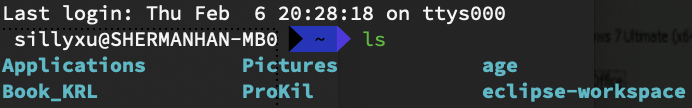 Last login: Thu Feb  6 20:28:18 on ttys000
sillyxu@SHERMANHAN-MB0 ~ ls
Applications Pictures age
Book_KRL ProKil eclipse-workspace